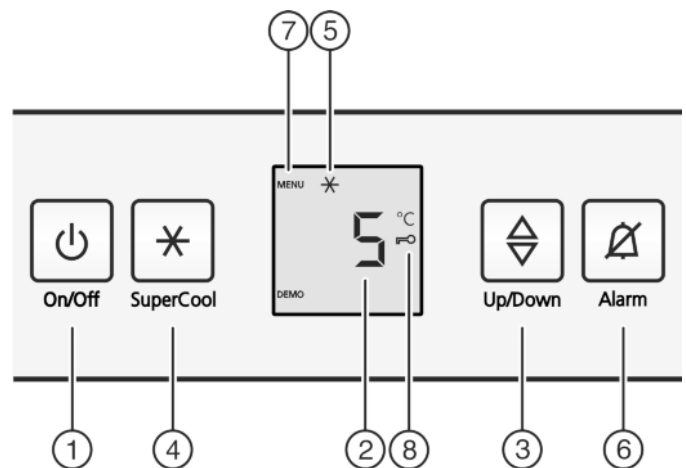 7 5
MENU
5 °C
DEMO
On/Off SuperCool Up/Down Alarm
1 4 2 8 3 6